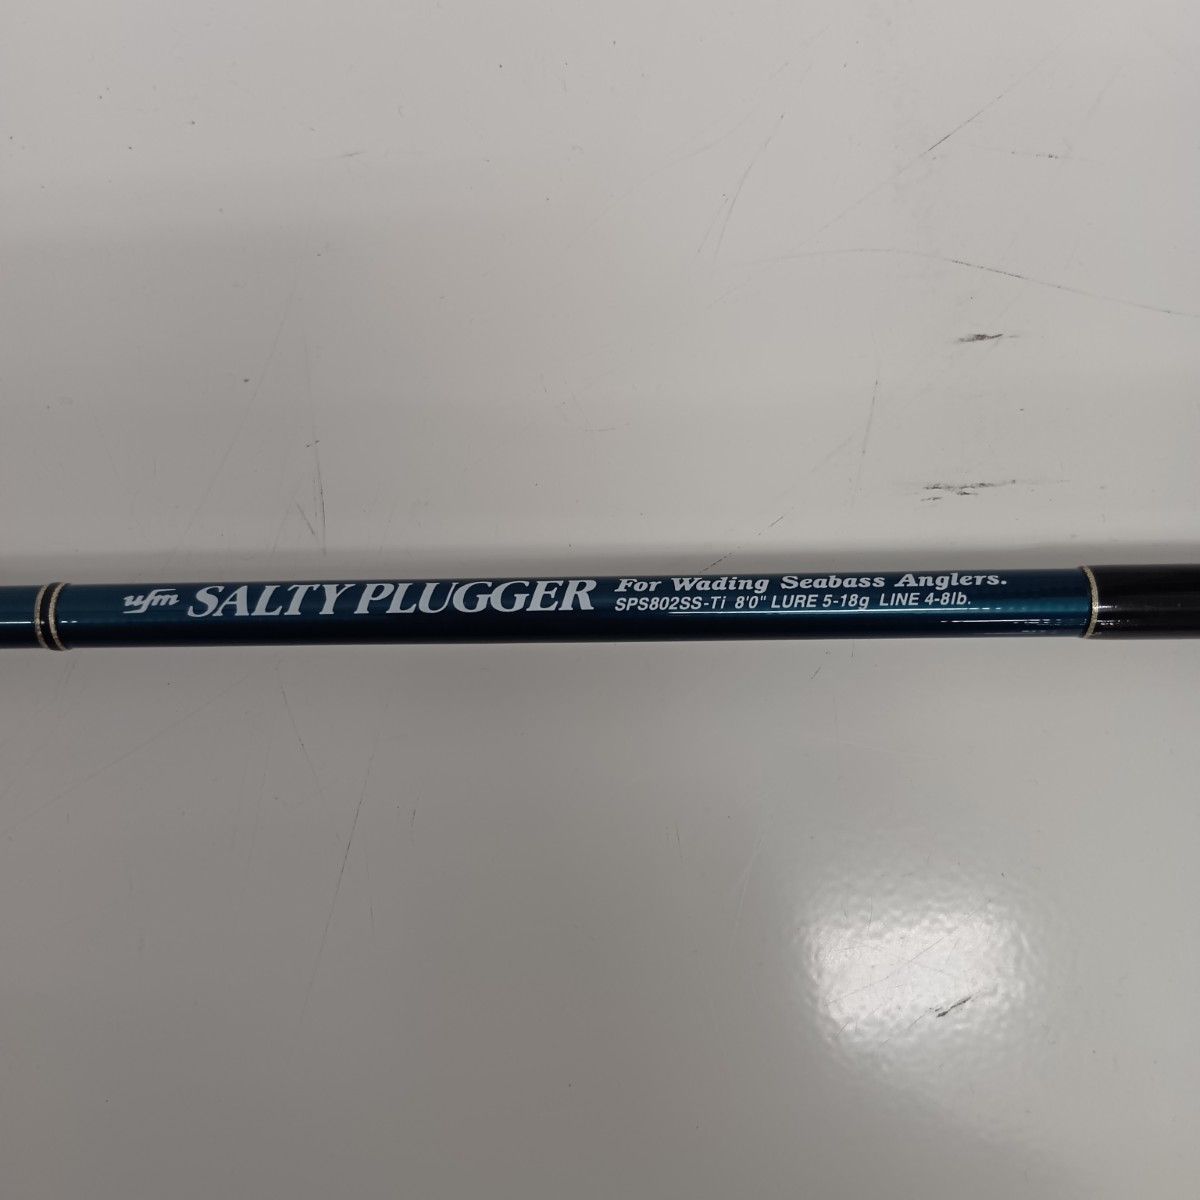 ufm SALTY PLUGGER For Wading Seabass Anglers.
SPS802SS-Ti 8'0" LURE 5-18g LINE 4-8lb.